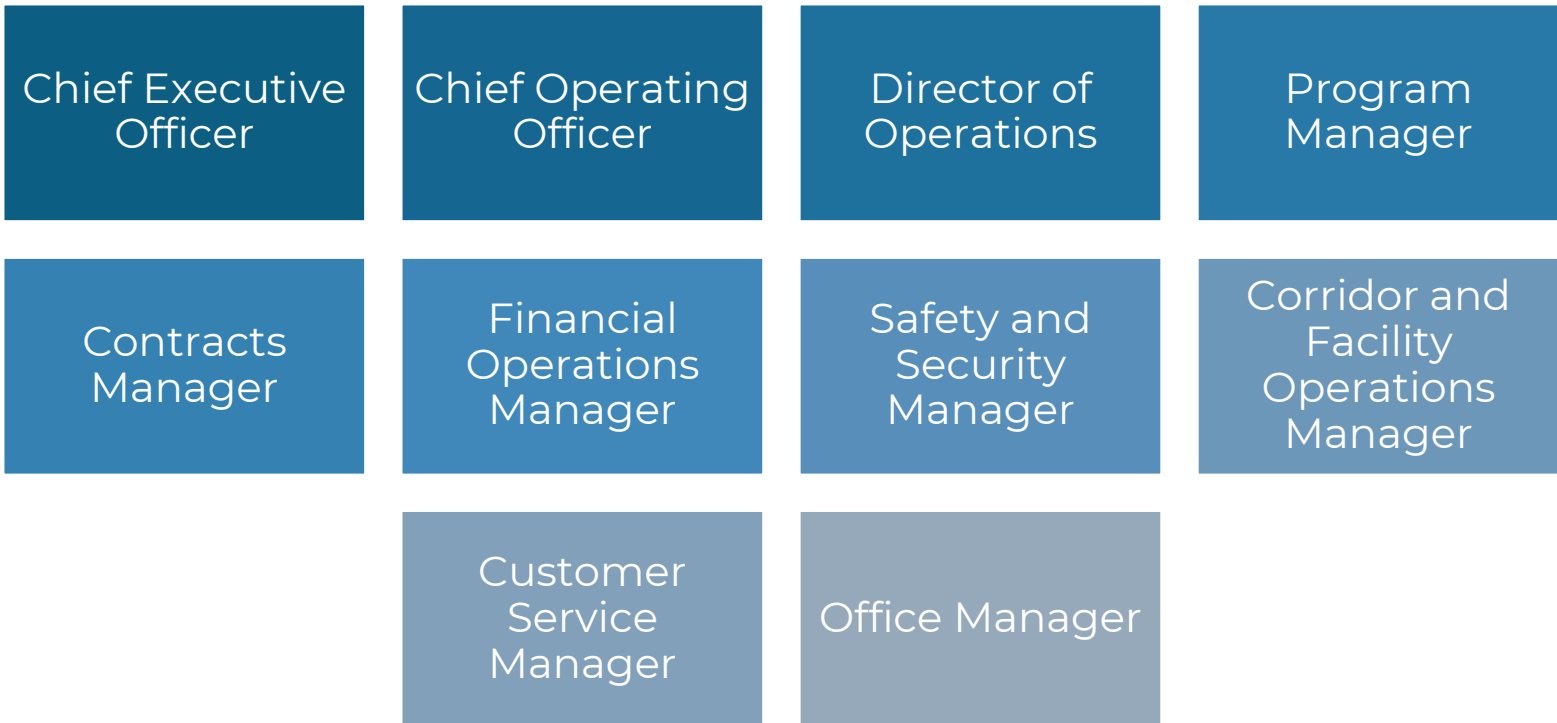 Chief Executive
Officer
Chief Operating
Officer
Director of
Operations
Program
Manager
Contracts
Manager
Financial
Operations
Manager
Safety and
Security
Manager
Corridor and
Facility
Operations
Manager
Customer
Service
Manager
Office Manager